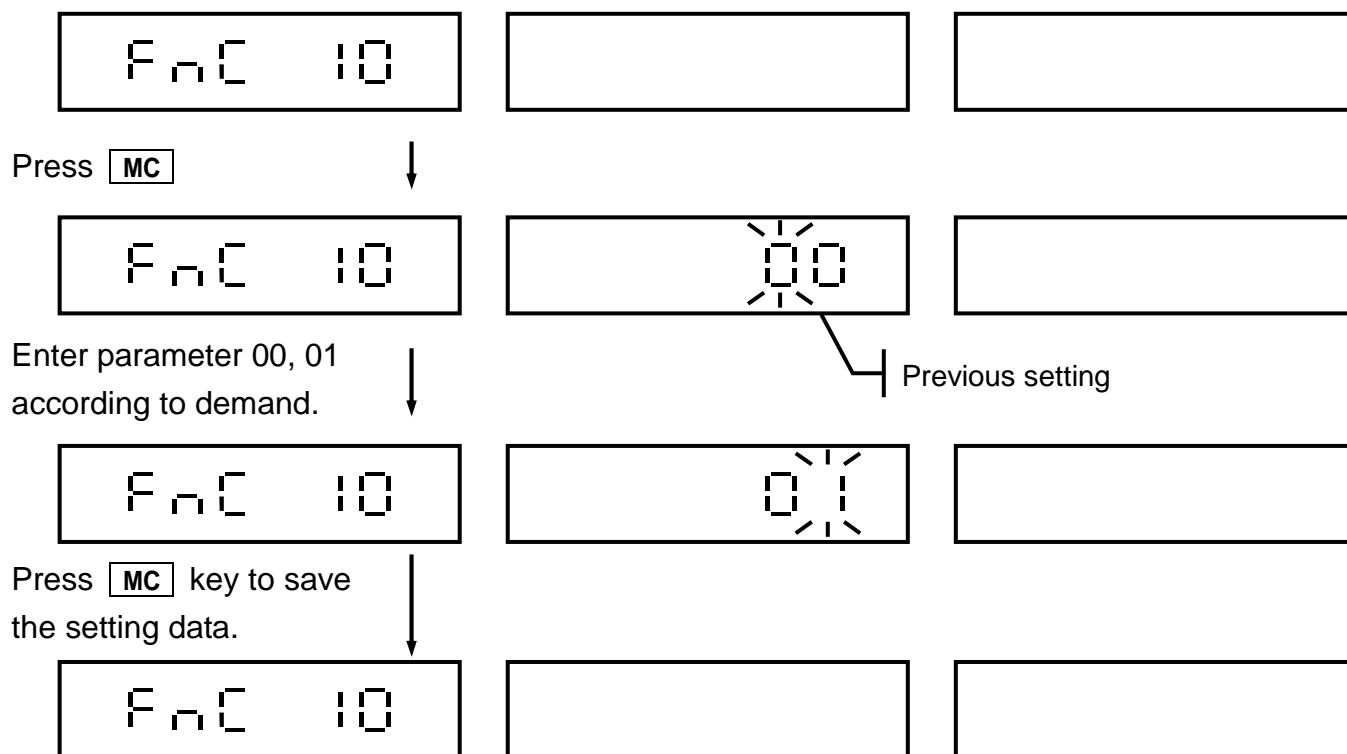 FnC 10
Press MC
FnC 10 00
Enter parameter 00, 01
according to demand.
Previous setting
FnC 10 01
Press MC key to save
the setting data.
FnC 10